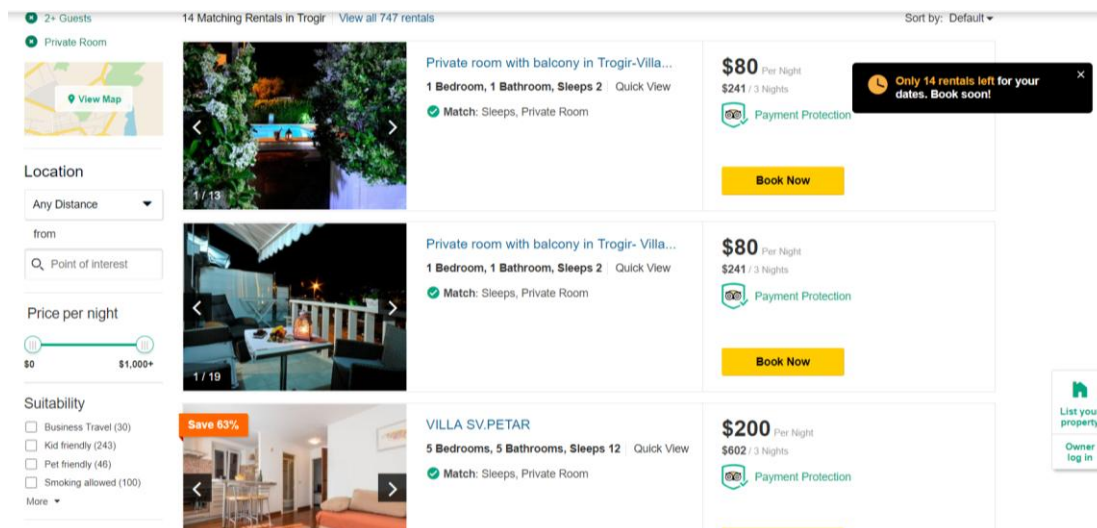 2+ Guests
Private Room
View Map
Location
Any Distance
from
Point of interest
Price per night
$0 $1,000+
Suitability
Business Travel (30)
Kid friendly (243)
Pet friendly (46)
Smoking allowed (100)
More
14 Matching Rentals in Trogir View all 747 rentals
Sort by: Default
1 / 13
Private room with balcony in Trogir-Villa...
1 Bedroom, 1 Bathroom, Sleeps 2 Quick View
Match: Sleeps, Private Room
$80 Per Night
$241 / 3 Nights
Payment Protection
Book Now
Only 14 rentals left for your
dates. Book soon!
1 / 19
Private room with balcony in Trogir- Villa...
1 Bedroom, 1 Bathroom, Sleeps 2 Quick View
Match: Sleeps, Private Room
$80 Per Night
$241 / 3 Nights
Payment Protection
Book Now
Save 63%
VILLA SV.PETAR
5 Bedrooms, 5 Bathrooms, Sleeps 12 Quick View
Match: Sleeps, Private Room
$200 Per Night
$602 / 3 Nights
Payment Protection
List you
property
Owner
log in